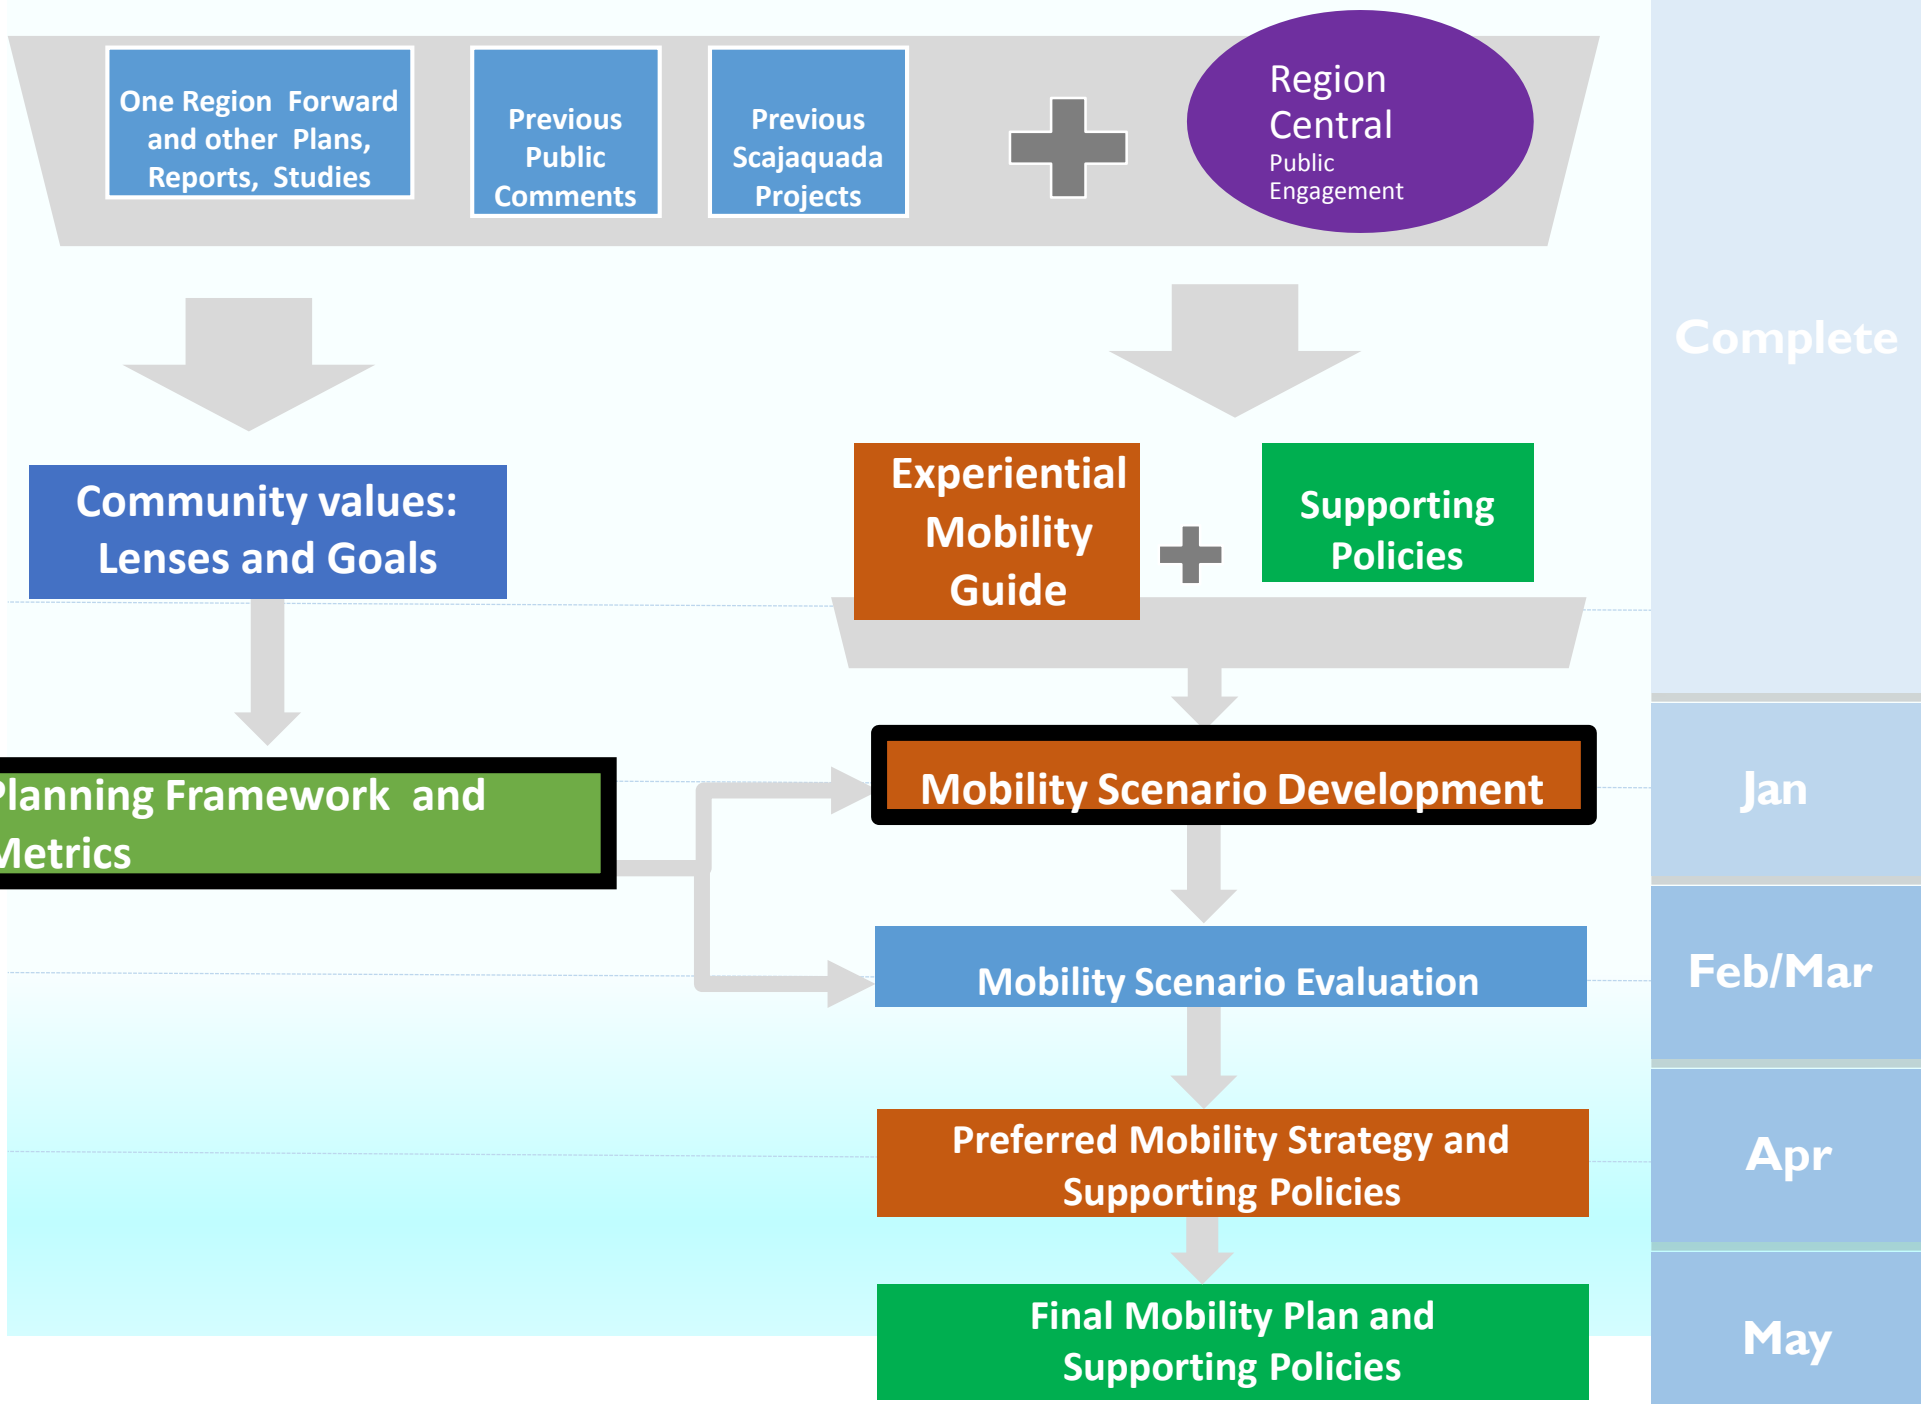 One Region Forward
and other Plans,
Reports, Studies
Previous
Public
Comments
Previous
Scajaquada
Projects
Region
Central
Public
Engagement
Complete
Community values:
Lenses and Goals
Experiential
Mobility
Guide
Supporting
Policies
Planning Framework and
Metrics
Mobility Scenario Development
Jan
Mobility Scenario Evaluation
Feb/Mar
Preferred Mobility Strategy and
Supporting Policies
Apr
Final Mobility Plan and
Supporting Policies
May